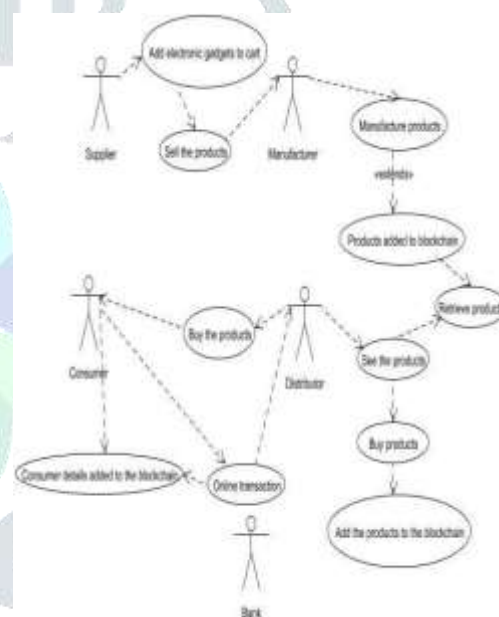 Add electronic gadgets to cart
Supplier
Sell the products
Manufacturer
Manufacture products
«extends»
Products added to blockchain
Retrieve product
Consumer
Buy the products
Distributor
See the products
Buy products
Consumer details added to the blockchain
Online transaction
Add the products to the blockchain
Bank